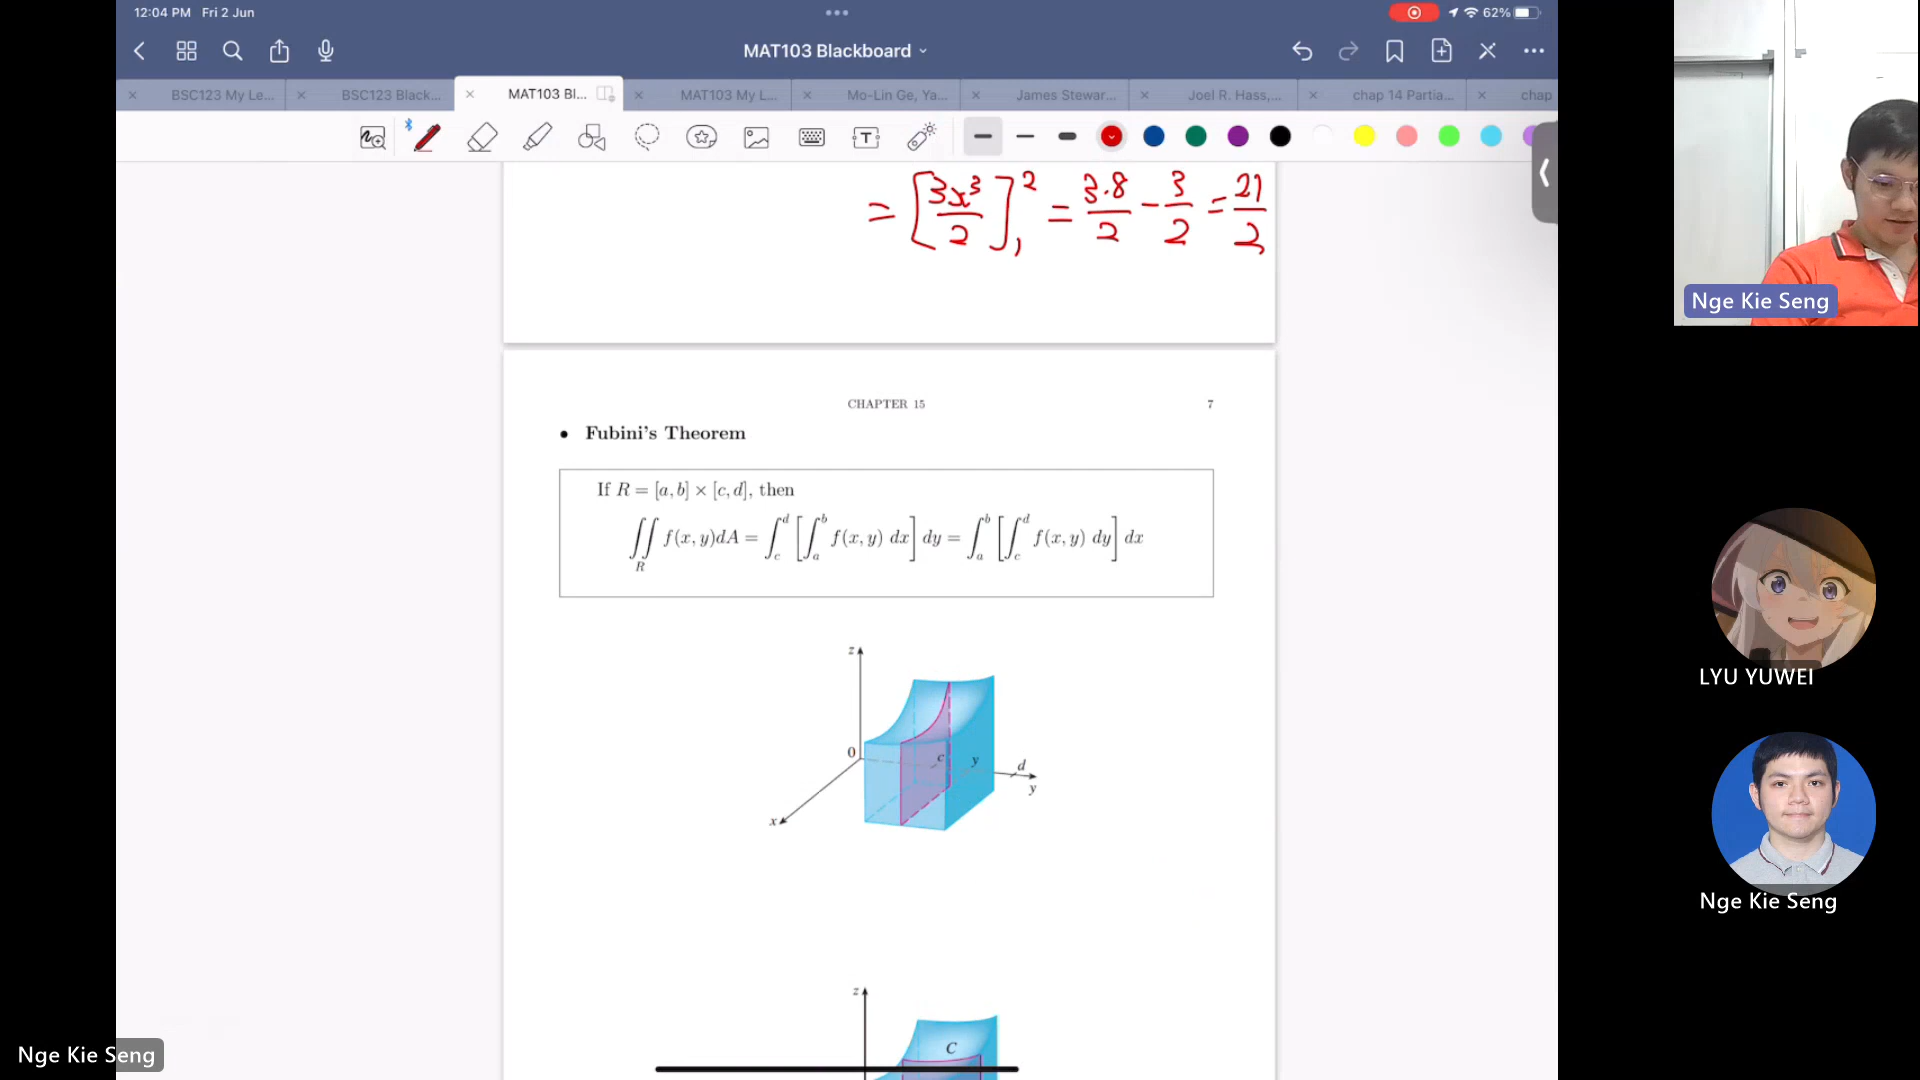 12:04 PM Fri 2 Jun
62%
MAT103 Blackboard
BSC123 My Le...
BSC123 Black...
MAT103 Bl...
MAT103 My L...
Mo-Lin Ge, Ya...
James Stewar...
Joel R. Hass,...
chap 14 Partia...
chap
= [3x³/2]₁² = 3·8/2 − 3/2 = 21/2
CHAPTER 15 7
• Fubini's Theorem
If R = [a, b] × [c, d], then
∬_R f(x, y)dA = ∫_c^d [∫_a^b f(x, y) dx] dy = ∫_a^b [∫_c^d f(x, y) dy] dx
z
0
c
y
d
y
x
z
C
Nge Kie Seng
LYU YUWEI
Nge Kie Seng
Nge Kie Seng